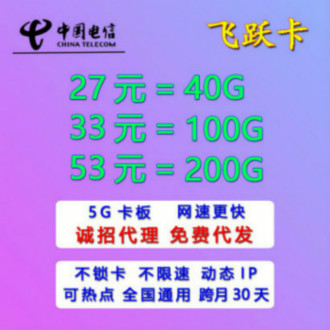 中国电信 飞跃卡
CHINA TELECOM
27元=40G
33元=100G
53元=200G
5G卡板 网速更快
诚招代理 免费代发
不锁卡 不限速 动态IP
可热点 全国通用 跨月30天